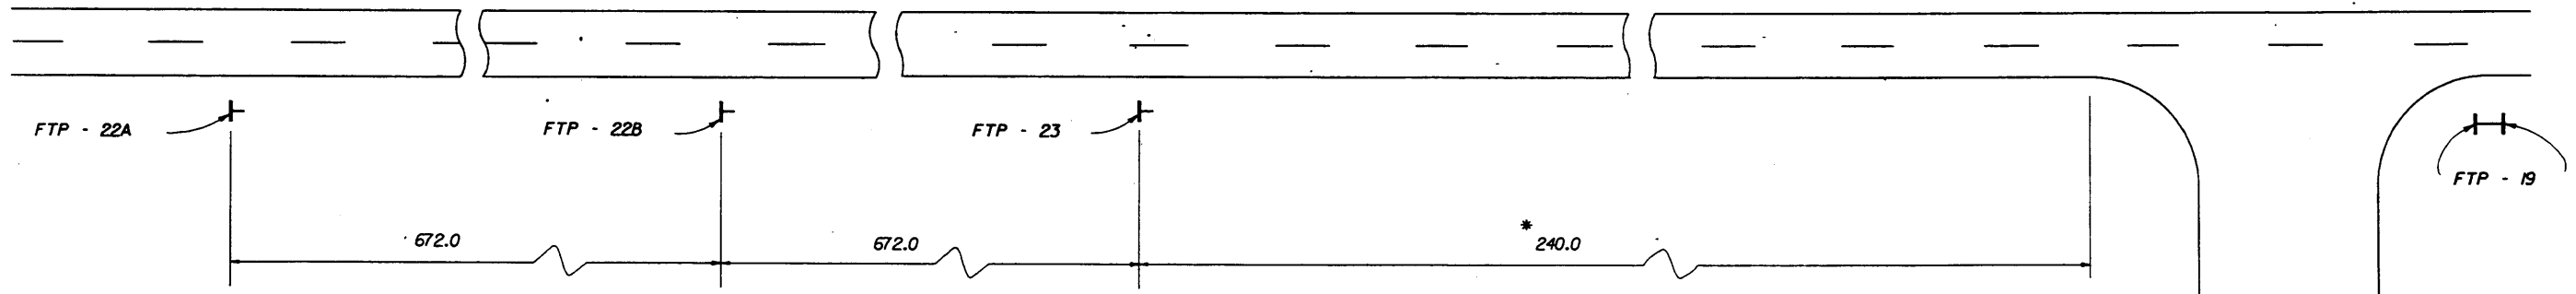 FTP - 22A
FTP - 22B
FTP - 23
FTP - 19
672.0
672.0
*
240.0